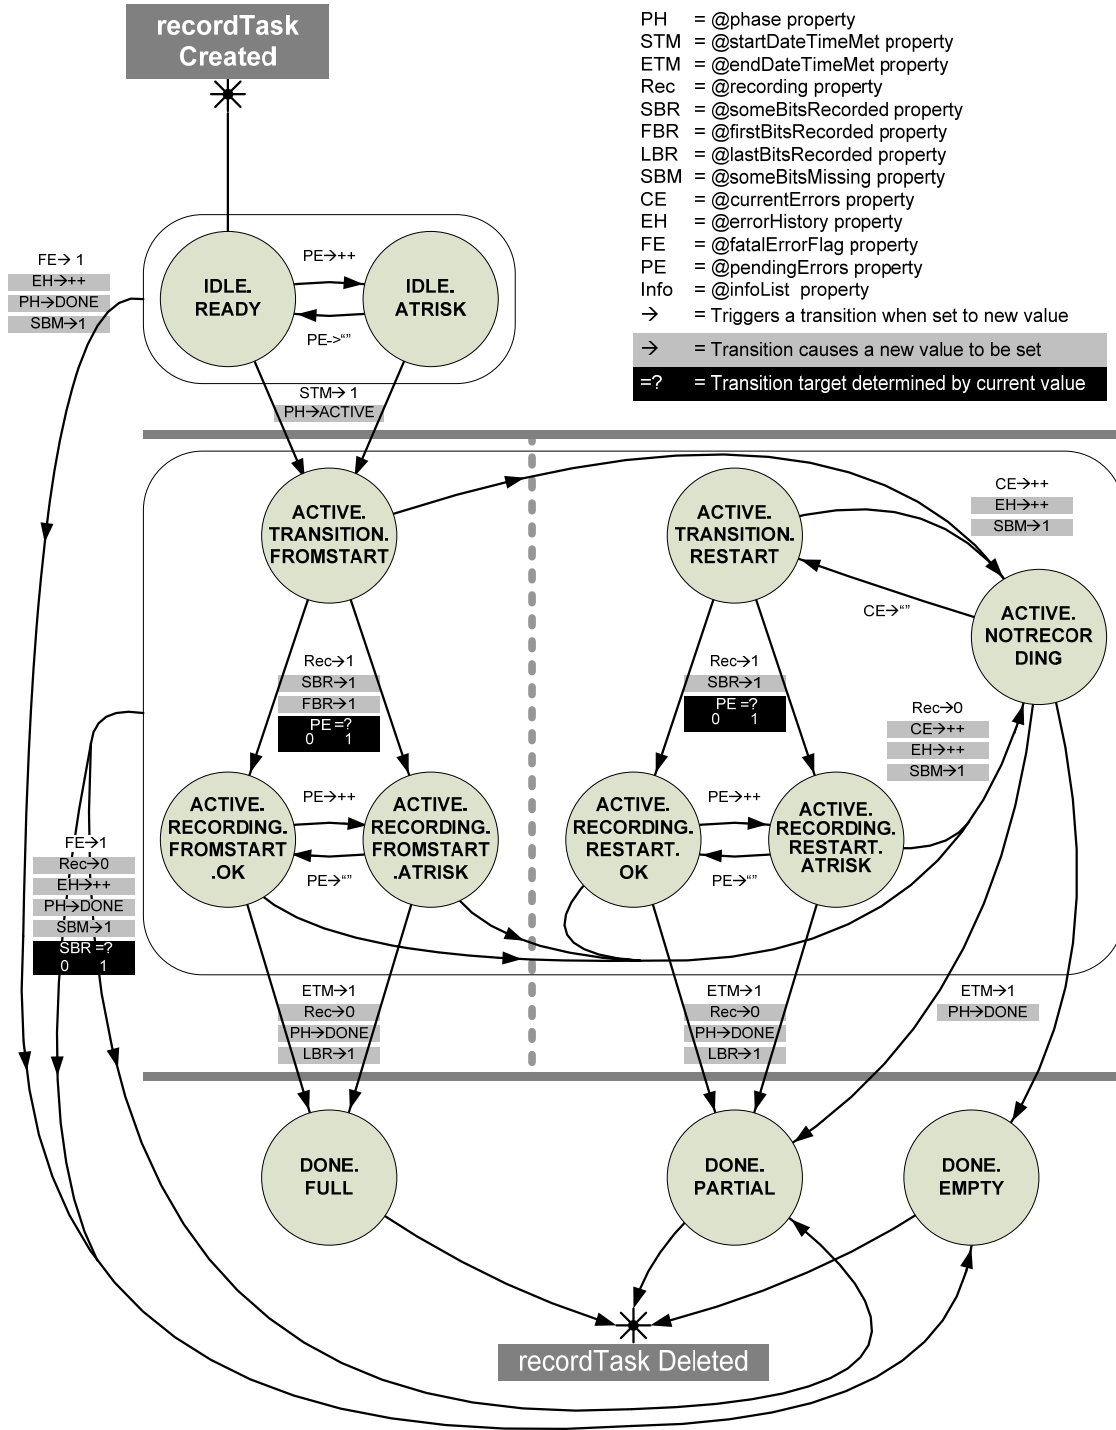 recordTask
Created
PH = @phase property
STM = @startDateTimeMet property
ETM = @endDateTimeMet property
Rec = @recording property
SBR = @someBitsRecorded property
FBR = @firstBitsRecorded property
LBR = @lastBitsRecorded property
SBM = @someBitsMissing property
CE = @currentErrors property
EH = @errorHistory property
FE = @fatalErrorFlag property
PE = @pendingErrors property
Info = @infoList property
→ = Triggers a transition when set to new value
→ = Transition causes a new value to be set
=? = Transition target determined by current value
FE→ 1
EH→++
PH→DONE
SBM→1
IDLE.
READY
PE→++
PE->“”
IDLE.
ATRISK
STM→ 1
PH→ACTIVE
ACTIVE.
TRANSITION.
FROMSTART
ACTIVE.
TRANSITION.
RESTART
CE→++
EH→++
SBM→1
CE→“”
ACTIVE.
NOTRECOR
DING
Rec→1
SBR→1
FBR→1
PE =?
0 1
Rec→1
SBR→1
PE =?
0 1
Rec→0
CE→++
EH→++
SBM→1
ACTIVE.
RECORDING.
FROMSTART
.OK
PE→++
PE→“”
ACTIVE.
RECORDING.
FROMSTART
.ATRISK
ACTIVE.
RECORDING.
RESTART.
OK
PE→++
PE→“”
ACTIVE.
RECORDING.
RESTART.
ATRISK
FE→1
Rec→0
EH→++
PH→DONE
SBM→1
SBR =?
0 1
ETM→1
Rec→0
PH→DONE
LBR→1
ETM→1
Rec→0
PH→DONE
LBR→1
ETM→1
PH→DONE
DONE.
FULL
DONE.
PARTIAL
DONE.
EMPTY
recordTask Deleted